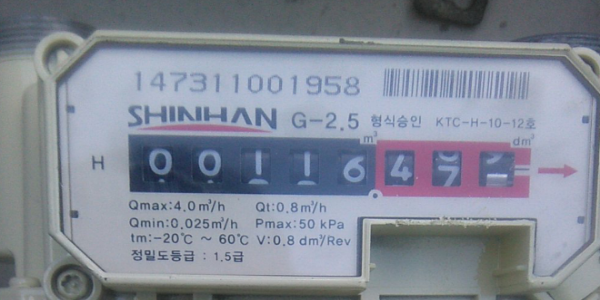 147311001958
SHINHAN G-2.5 형식승인 KTC-H-10-12호
m³ dm³
H 0 0 1 1 6 4 7
Qmax:4.0m³/h Qt:0.8m³/h
Qmin:0.025m³/h Pmax:50 kPa
tm:-20℃ ~ 60℃ V:0.8 dm³/Rev
정밀도등급 : 1.5급